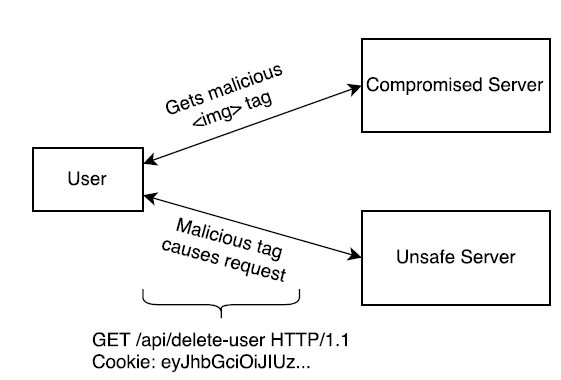 Gets malicious
<img> tag
Compromised Server
User
Malicious tag
causes request
Unsafe Server
GET /api/delete-user HTTP/1.1
Cookie: eyJhbGciOiJIUz...